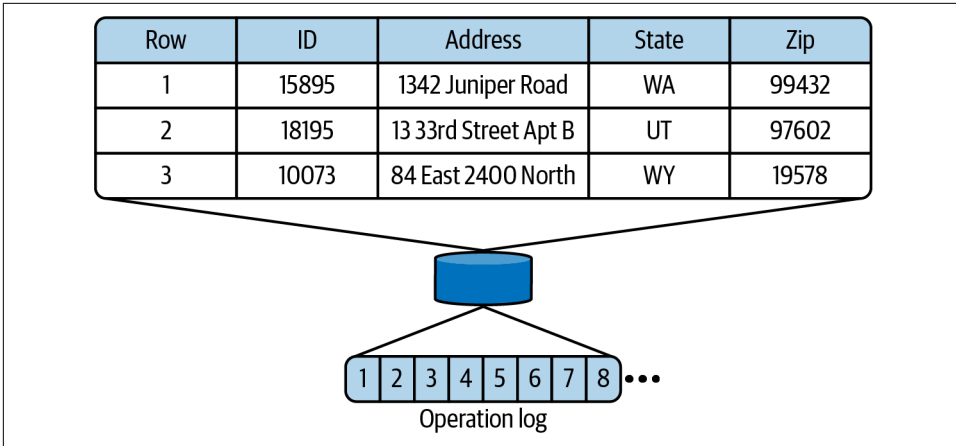 Row ID Address State Zip
1 15895 1342 Juniper Road WA 99432
2 18195 13 33rd Street Apt B UT 97602
3 10073 84 East 2400 North WY 19578
1 2 3 4 5 6 7 8 •••
Operation log